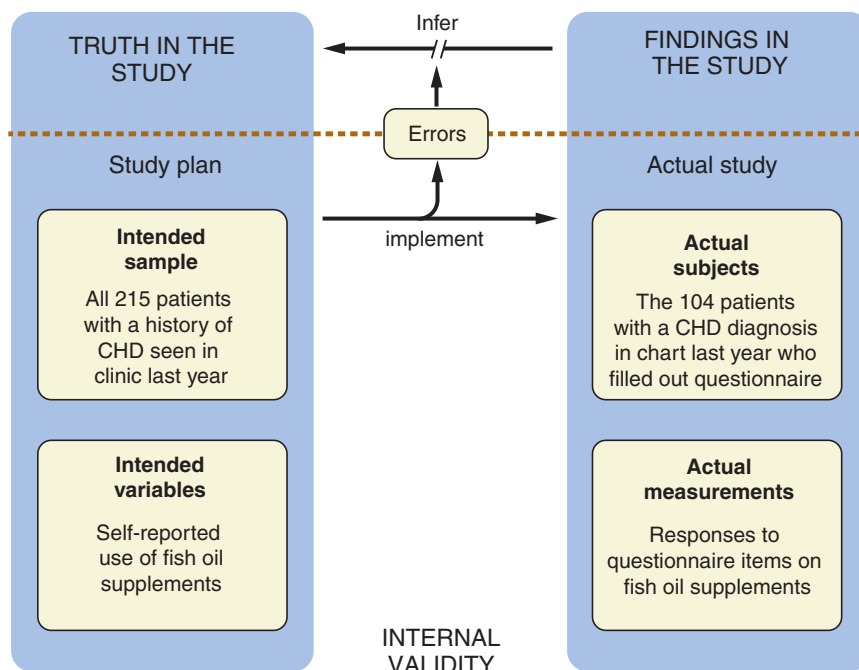 TRUTH IN THE
STUDY
Infer
FINDINGS IN
THE STUDY
Errors
Study plan
Actual study
implement
Intended
sample
All 215 patients
with a history of
CHD seen in
clinic last year
Actual
subjects
The 104 patients
with a CHD diagnosis
in chart last year who
filled out questionnaire
Intended
variables
Self-reported
use of fish oil
supplements
Actual
measurements
Responses to
questionnaire items on
fish oil supplements
INTERNAL
VALIDITY